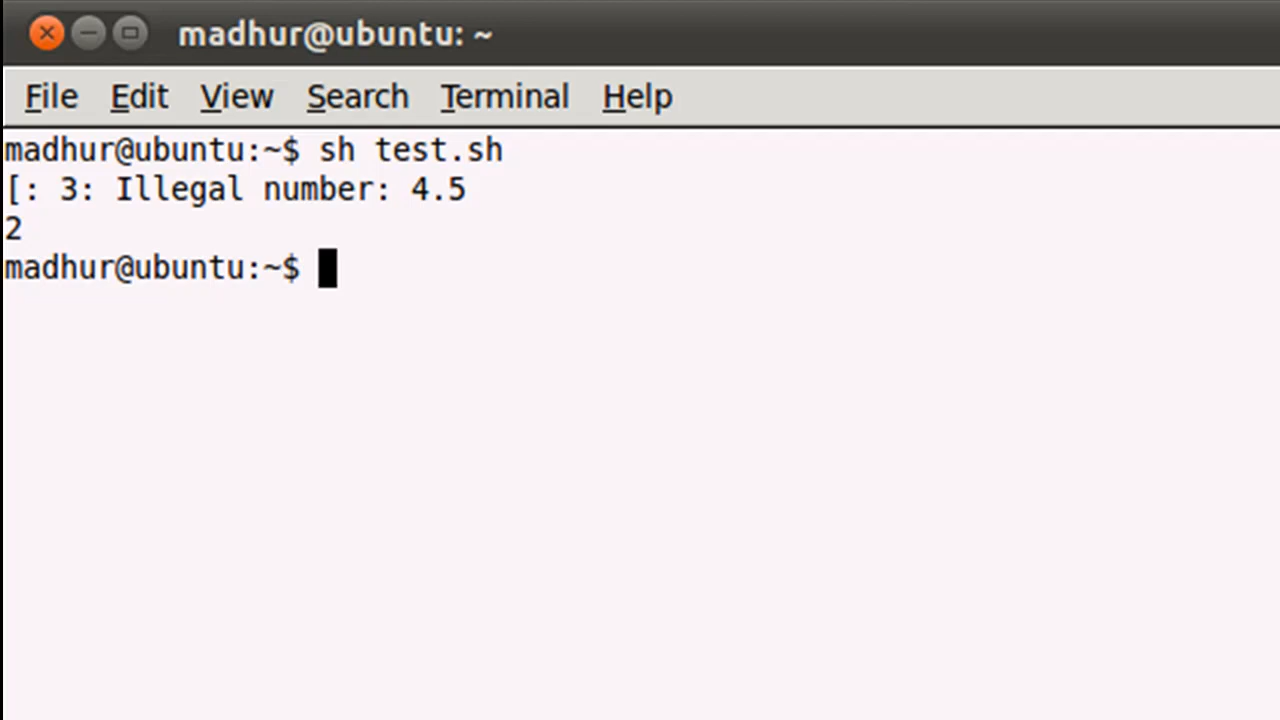 madhur@ubuntu: ~
File Edit View Search Terminal Help
madhur@ubuntu:~$ sh test.sh
[: 3: Illegal number: 4.5
2
madhur@ubuntu:~$